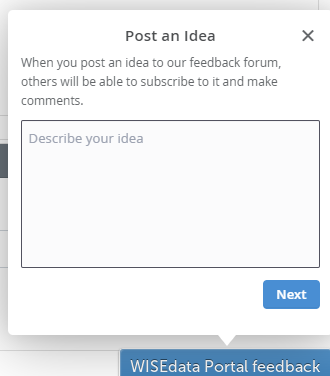 Post an Idea
When you post an idea to our feedback forum,
others will be able to subscribe to it and make
comments.
Describe your idea
Next
WISEdata Portal feedback